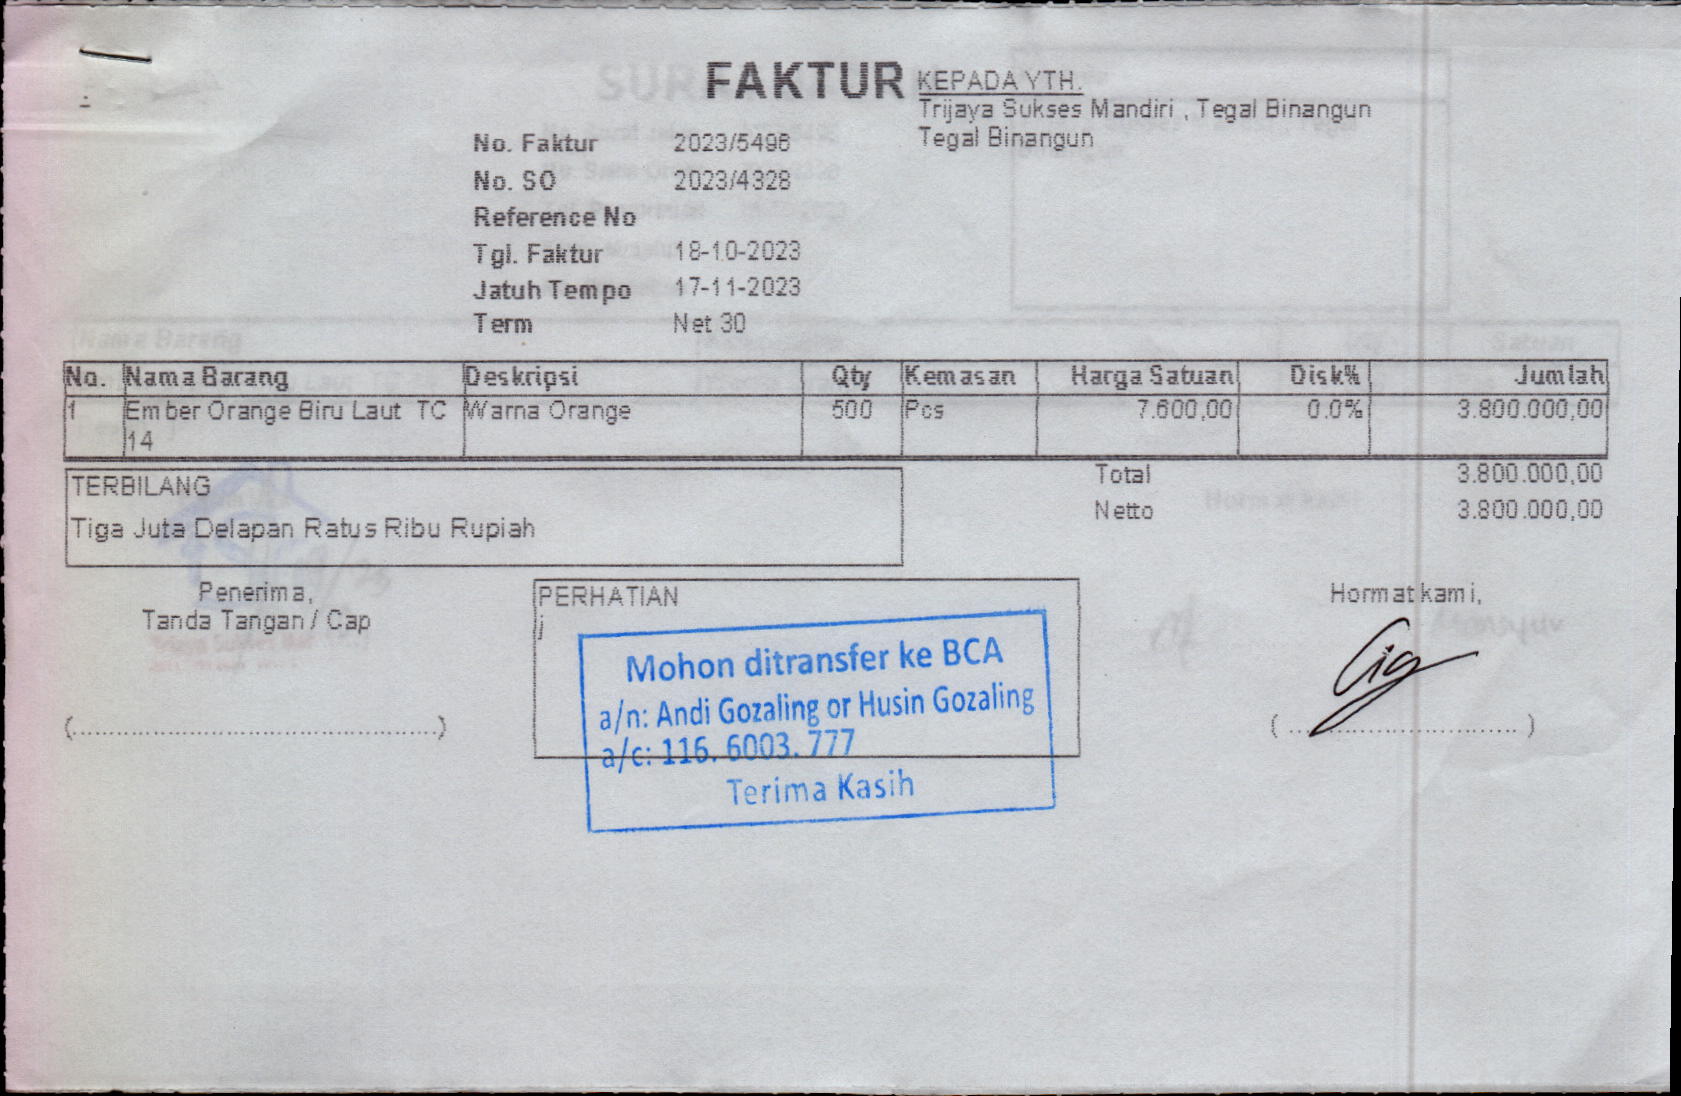 FAKTUR
KEPADA YTH.
Trijaya Sukses Mandiri , Tegal Binangun
Tegal Binangun
No. Faktur 2023/5496
No. SO 2023/4328
Reference No
Tgl. Faktur 18-10-2023
Jatuh Tempo 17-11-2023
Term Net 30
No. Nama Barang Deskripsi Qty Kemasan Harga Satuan Disk% Jumlah
1 Ember Orange Biru Laut TC Warna Orange 500 Pcs 7.600,00 0.0% 3.800.000,00
14
Total 3.800.000,00
TERBILANG
Netto 3.800.000,00
Tiga Juta Delapan Ratus Ribu Rupiah
Penerima,
Tanda Tangan / Cap
(................................................)
PERHATIAN
j
Mohon ditransfer ke BCA
a/n: Andi Gozaling or Husin Gozaling
a/c: 116. 6003. 777
Terima Kasih
Hormat kami,
(................................)